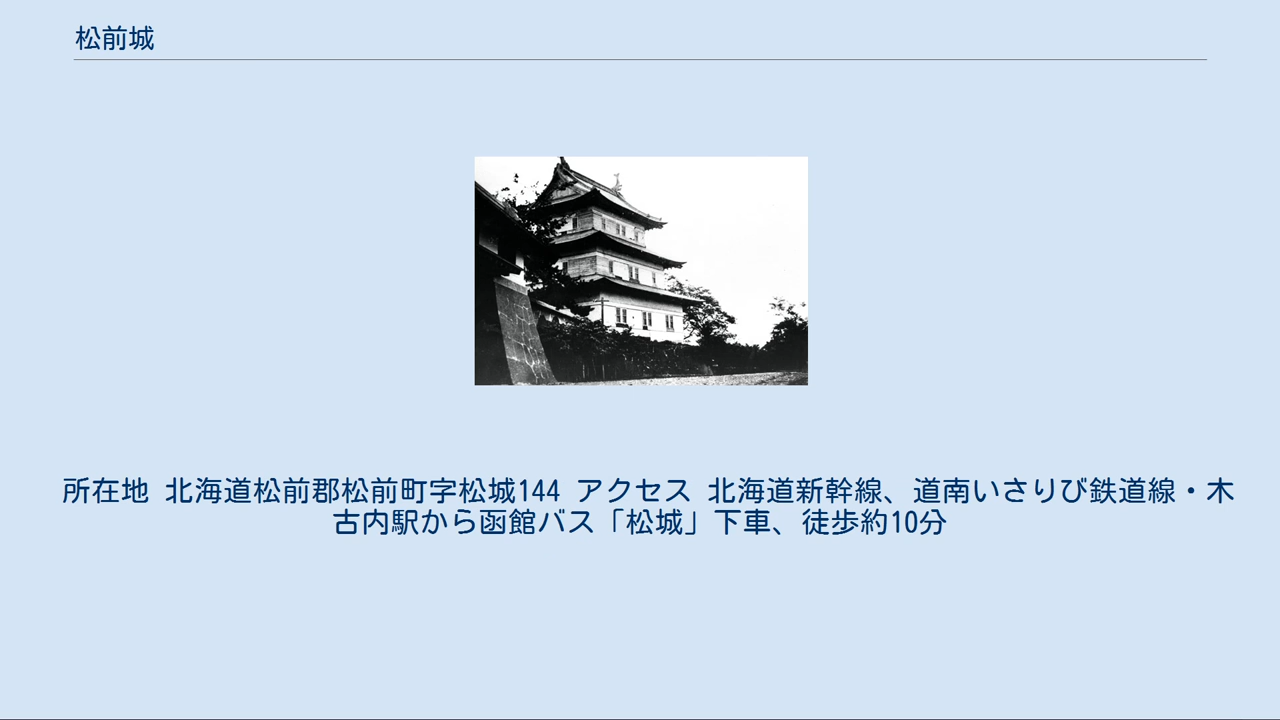 松前城
所在地 北海道松前郡松前町字松城144 アクセス 北海道新幹線、道南いさりび鉄道線・木
古内駅から函館バス「松城」下車、徒歩約10分